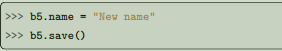 >>> b5.name = "New name"
>>> b5.save()